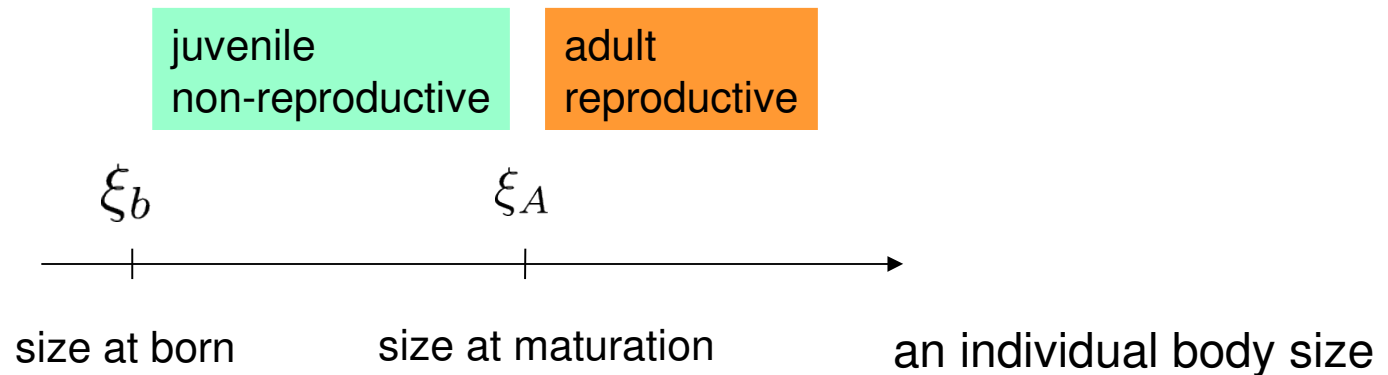 juvenile
non-reproductive
adult
reproductive
ξ_b
ξ_A
size at born
size at maturation
an individual body size